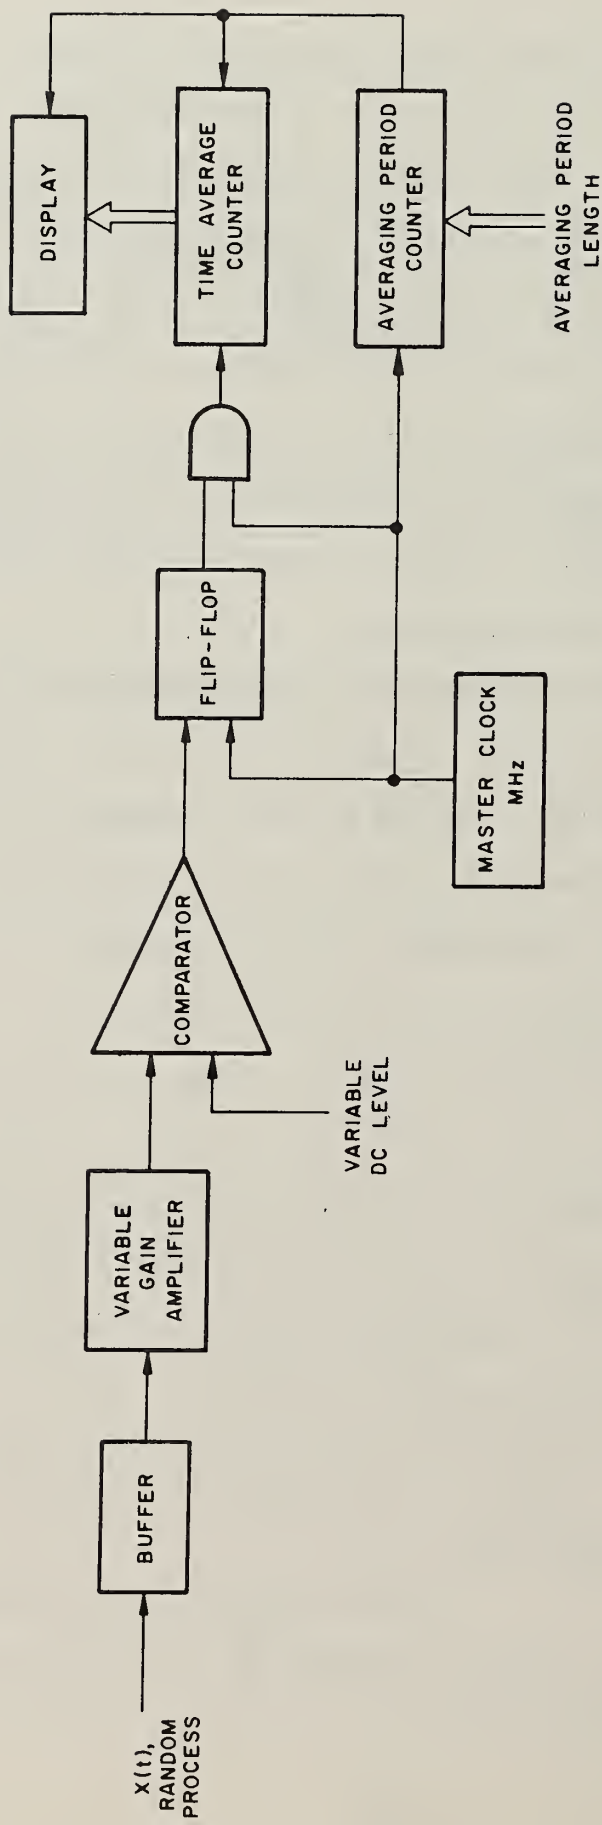 X(t),
RANDOM
PROCESS
BUFFER
VARIABLE
GAIN
AMPLIFIER
VARIABLE
DC LEVEL
COMPARATOR
FLIP-FLOP
MASTER CLOCK
MHz
TIME AVERAGE
COUNTER
DISPLAY
AVERAGING PERIOD
COUNTER
AVERAGING PERIOD
LENGTH